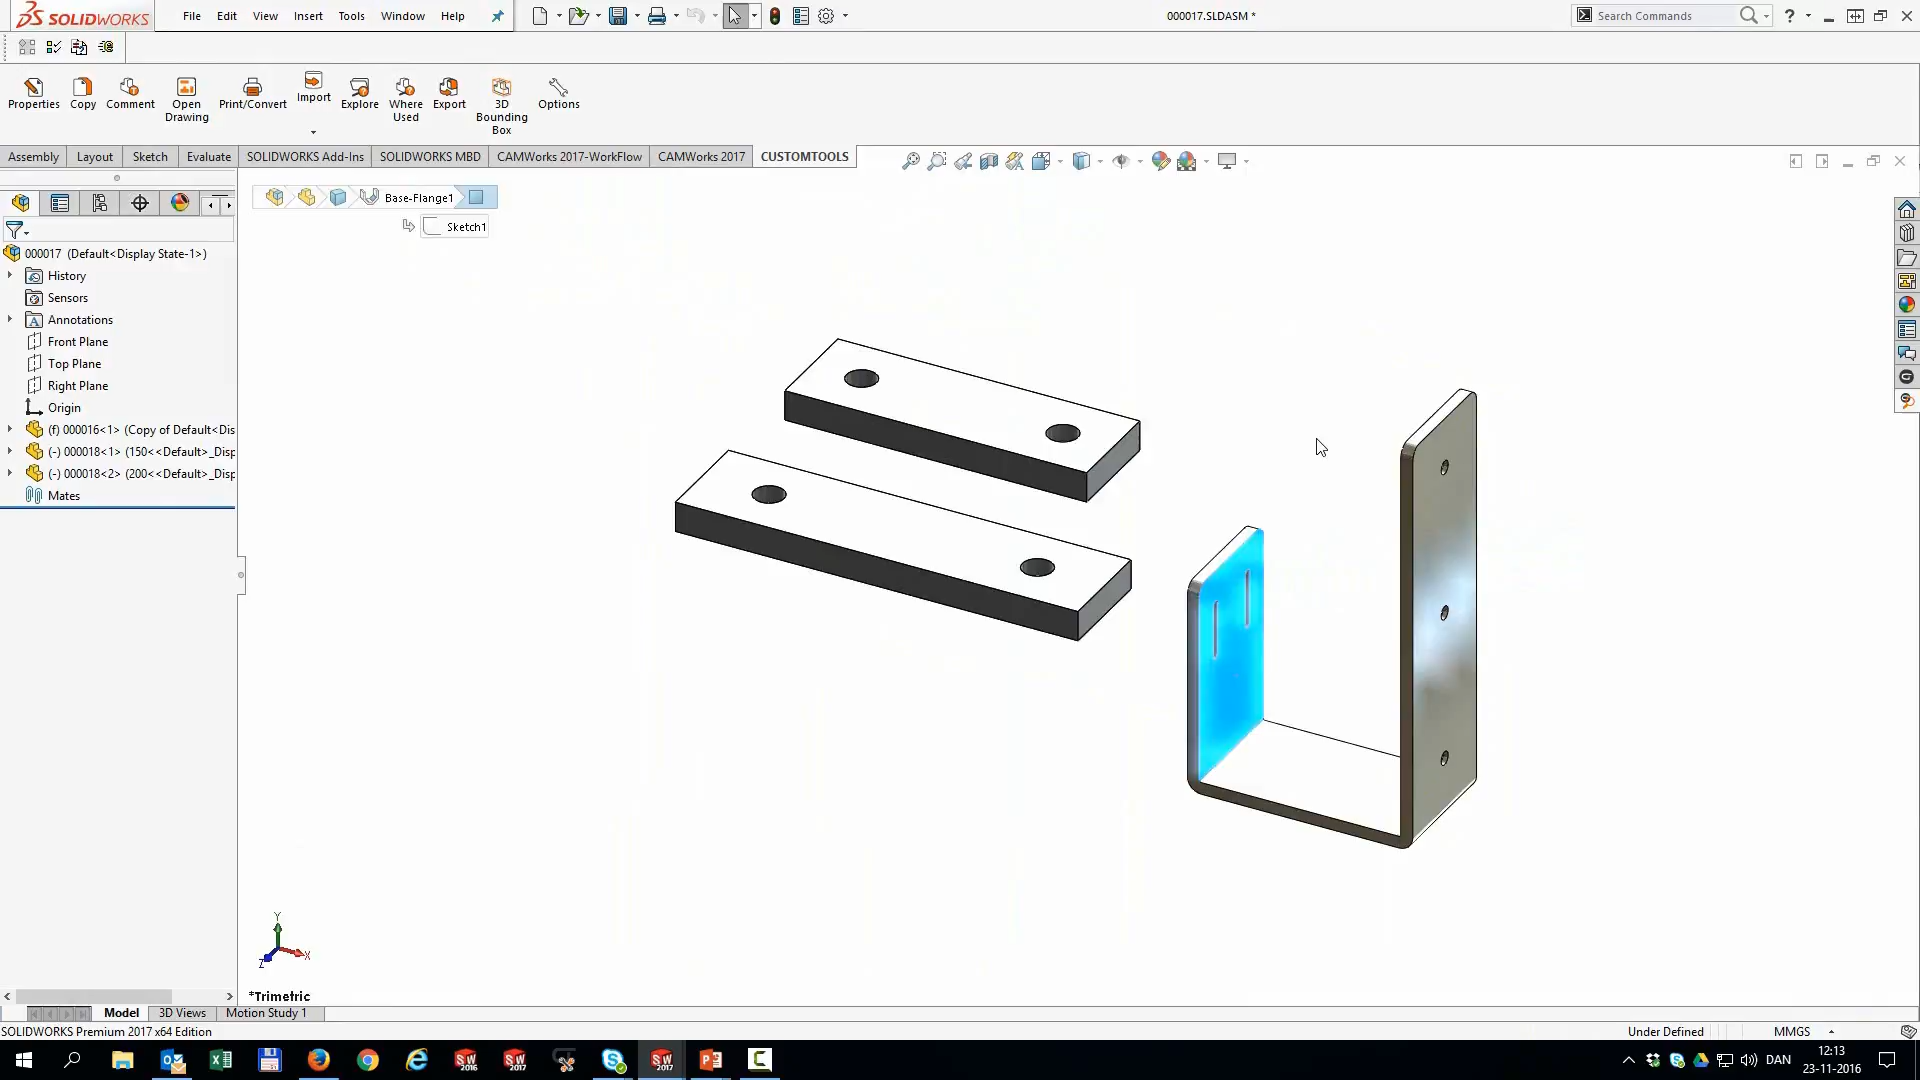 SOLIDWORKS File Edit View Insert Tools Window Help 000017.SLDASM * Search Commands ?
Properties Copy Comment Open Drawing Print/Convert Import Explore Where Used Export 3D Bounding Box Options
Assembly Layout Sketch Evaluate SOLIDWORKS Add-Ins SOLIDWORKS MBD CAMWorks 2017-WorkFlow CAMWorks 2017 CUSTOMTOOLS
Base-Flange1
Sketch1
000017 (Default<Display State-1>)
History
Sensors
Annotations
Front Plane
Top Plane
Right Plane
Origin
(f) 000016<1> (Copy of Default<Dis
(-) 000018<1> (150<<Default>_Disp
(-) 000018<2> (200<<Default>_Disp
Mates
Y
X
Z
*Trimetric
Model 3D Views Motion Study 1
SOLIDWORKS Premium 2017 x64 Edition Under Defined MMGS
DAN 12:13
23-11-2016